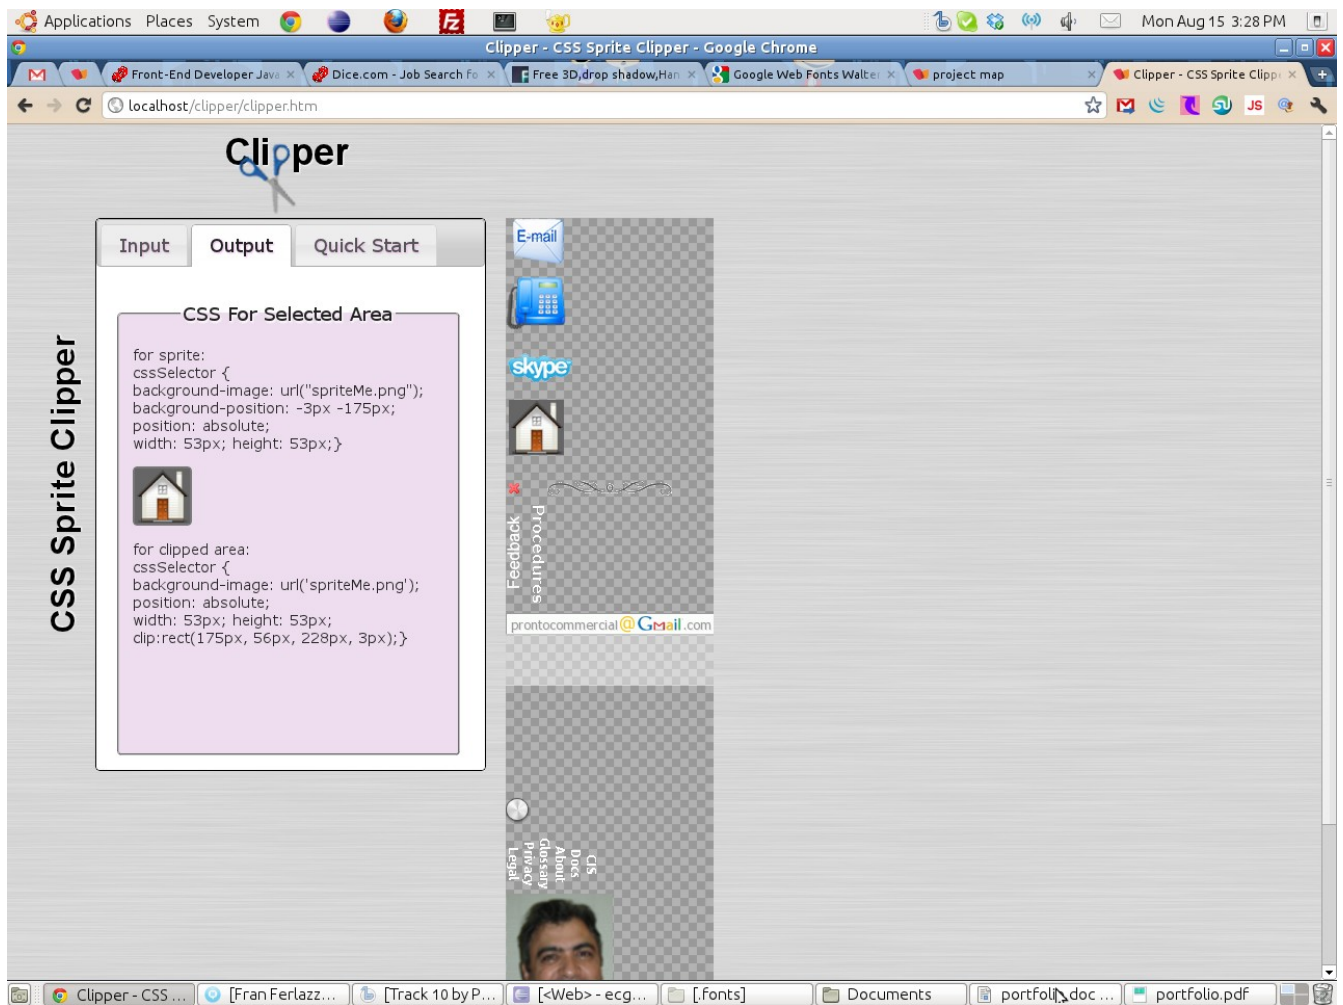 Applications Places System
Mon Aug 15 3:28 PM
Clipper - CSS Sprite Clipper - Google Chrome
Front-End Developer Java
Dice.com - Job Search fo
Free 3D,drop shadow,Han
Google Web Fonts Walter
project map
Clipper - CSS Sprite Clipp
localhost/clipper/clipper.htm
JS
Clipper
CSS Sprite Clipper
Input
Output
Quick Start
CSS For Selected Area
for sprite:
cssSelector {
background-image: url("spriteMe.png");
background-position: -3px -175px;
position: absolute;
width: 53px; height: 53px;}
for clipped area:
cssSelector {
background-image: url('spriteMe.png');
position: absolute;
width: 53px; height: 53px;
clip:rect(175px, 56px, 228px, 3px);}
E-mail
skype
Feedback
Procedures
prontocommercial@Gmail.com
Legal
Privacy
Glossary
About
Docs
CIS
Clipper - CSS ...
[Fran Ferlazz...
[Track 10 by P...
[<Web> - ecg...
[.fonts]
Documents
portfolio.doc ...
portfolio.pdf